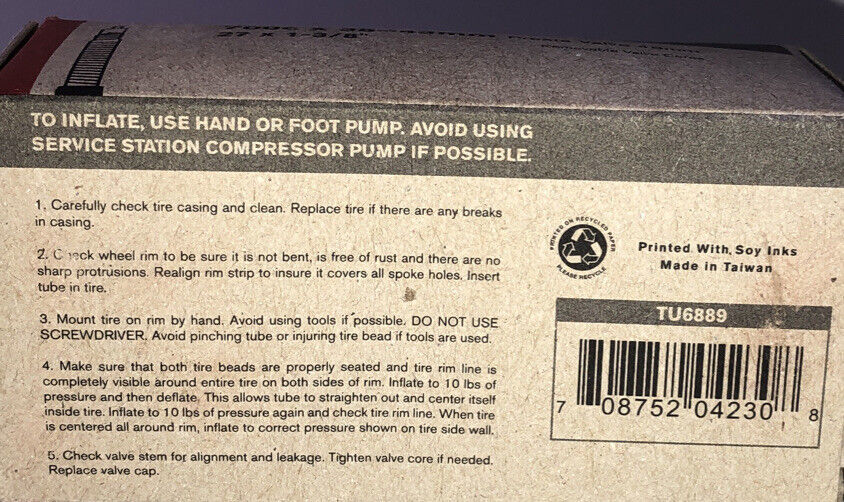 27 X 1-3/8"
TO INFLATE, USE HAND OR FOOT PUMP. AVOID USING
SERVICE STATION COMPRESSOR PUMP IF POSSIBLE.
1. Carefully check tire casing and clean. Replace tire if there are any breaks
in casing.
2. C eck wheel rim to be sure it is not bent, is free of rust and there are no
sharp protrusions. Realign rim strip to insure it covers all spoke holes. Insert
tube in tire.
3. Mount tire on rim by hand. Avoid using tools if possible. DO NOT USE
SCREWDRIVER. Avoid pinching tube or injuring tire bead if tools are used.
4. Make sure that both tire beads are properly seated and tire rim line is
completely visible around entire tire on both sides of rim. Inflate to 10 lbs of
pressure and then deflate. This allows tube to straighten out and center itself
inside tire. Inflate to 10 lbs of pressure again and check tire rim line. When tire
is centered all around rim, inflate to correct pressure shown on tire side wall.
5. Check valve stem for alignment and leakage. Tighten valve core if needed.
Replace valve cap.
PRINTED ON RECYCLED PAPER
PLEASE RECYCLE
Printed With Soy Inks
Made in Taiwan
TU6889
7 08752 04230 8